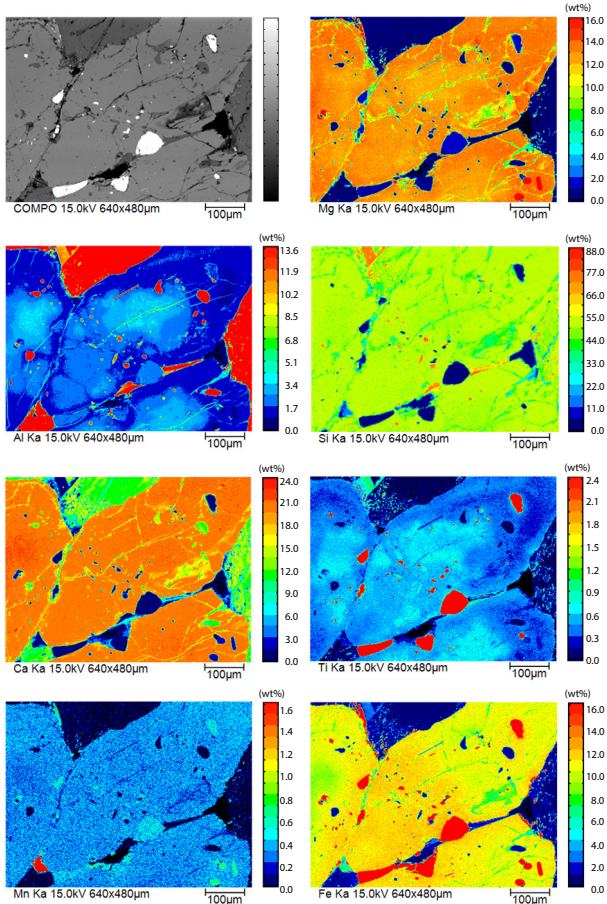 (wt%)
16.0
14.0
12.0
10.0
8.0
6.0
4.0
2.0
0.0
COMPO 15.0kV 640x480µm
100µm
Mg Ka 15.0kV 640x480µm
100µm
(wt%)
13.6
11.9
10.2
8.5
6.8
5.1
3.4
1.7
0.0
Al Ka 15.0kV 640x480µm
100µm
(wt%)
88.0
77.0
66.0
55.0
44.0
33.0
22.0
11.0
0.0
Si Ka 15.0kV 640x480µm
100µm
(wt%)
24.0
21.0
18.0
15.0
12.0
9.0
6.0
3.0
0.0
Ca Ka 15.0kV 640x480µm
100µm
(wt%)
2.4
2.1
1.8
1.5
1.2
0.9
0.6
0.3
0.0
Ti Ka 15.0kV 640x480µm
100µm
(wt%)
1.6
1.4
1.2
1.0
0.8
0.6
0.4
0.2
0.0
Mn Ka 15.0kV 640x480µm
100µm
(wt%)
16.0
14.0
12.0
10.0
8.0
6.0
4.0
2.0
0.0
Fe Ka 15.0kV 640x480µm
100µm